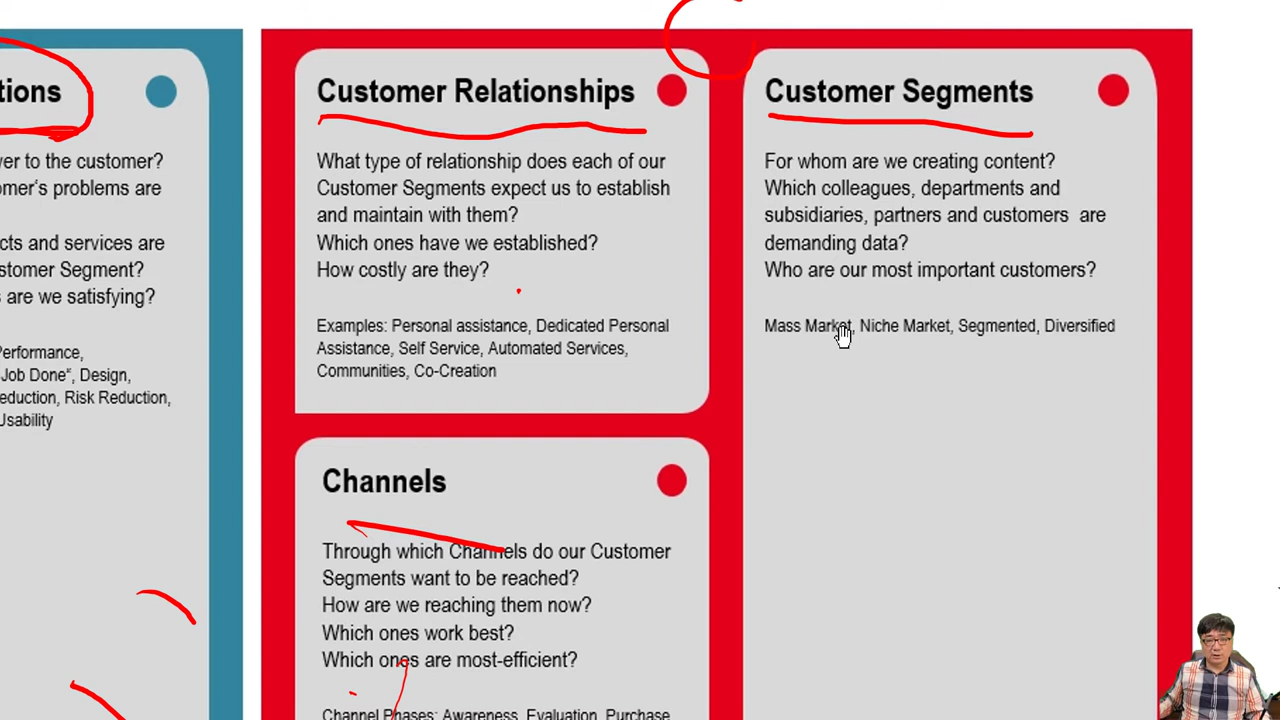 tions
wer to the customer?
omer's problems are
cts and services are
stomer Segment?
s are we satisfying?
Performance,
Job Done", Design,
eduction, Risk Reduction,
Usability
Customer Relationships
What type of relationship does each of our
Customer Segments expect us to establish
and maintain with them?
Which ones have we established?
How costly are they?
Examples: Personal assistance, Dedicated Personal
Assistance, Self Service, Automated Services,
Communities, Co-Creation
Channels
Through which Channels do our Customer
Segments want to be reached?
How are we reaching them now?
Which ones work best?
Which ones are most-efficient?
Channel Phases: Awareness, Evaluation, Purchase
Customer Segments
For whom are we creating content?
Which colleagues, departments and
subsidiaries, partners and customers are
demanding data?
Who are our most important customers?
Mass Market, Niche Market, Segmented, Diversified